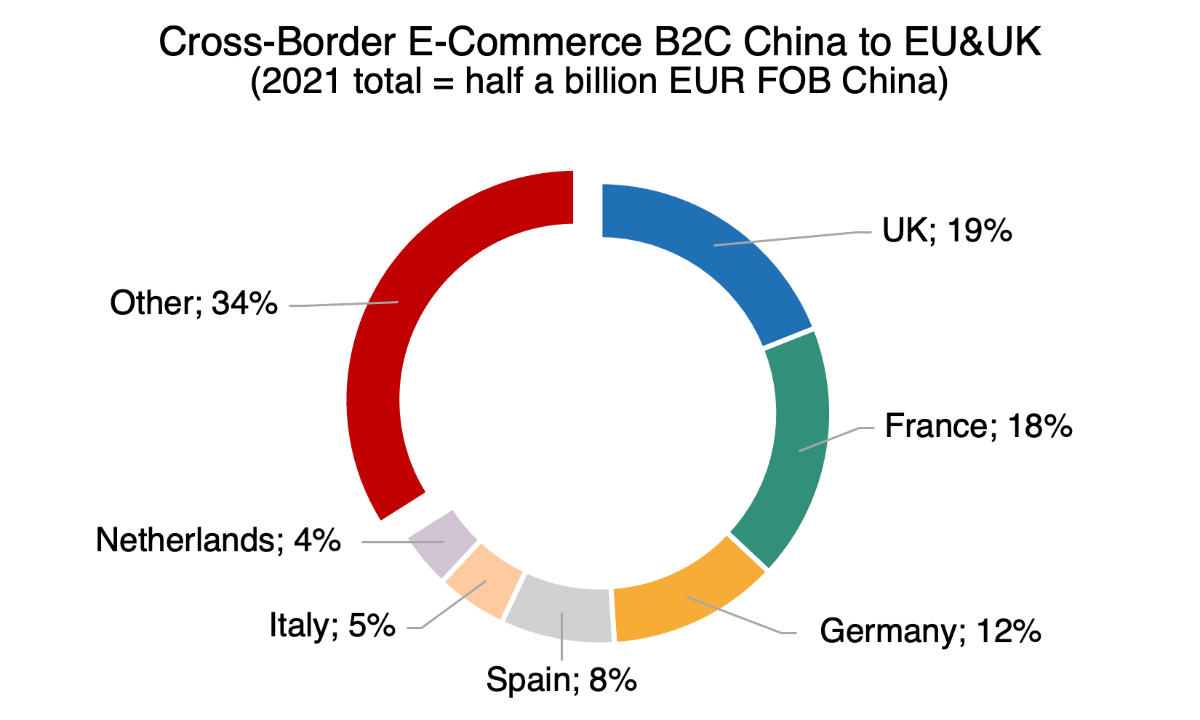 Cross-Border E-Commerce B2C China to EU&UK
(2021 total = half a billion EUR FOB China)
UK; 19%
Other; 34%
France; 18%
Netherlands; 4%
Italy; 5%
Germany; 12%
Spain; 8%